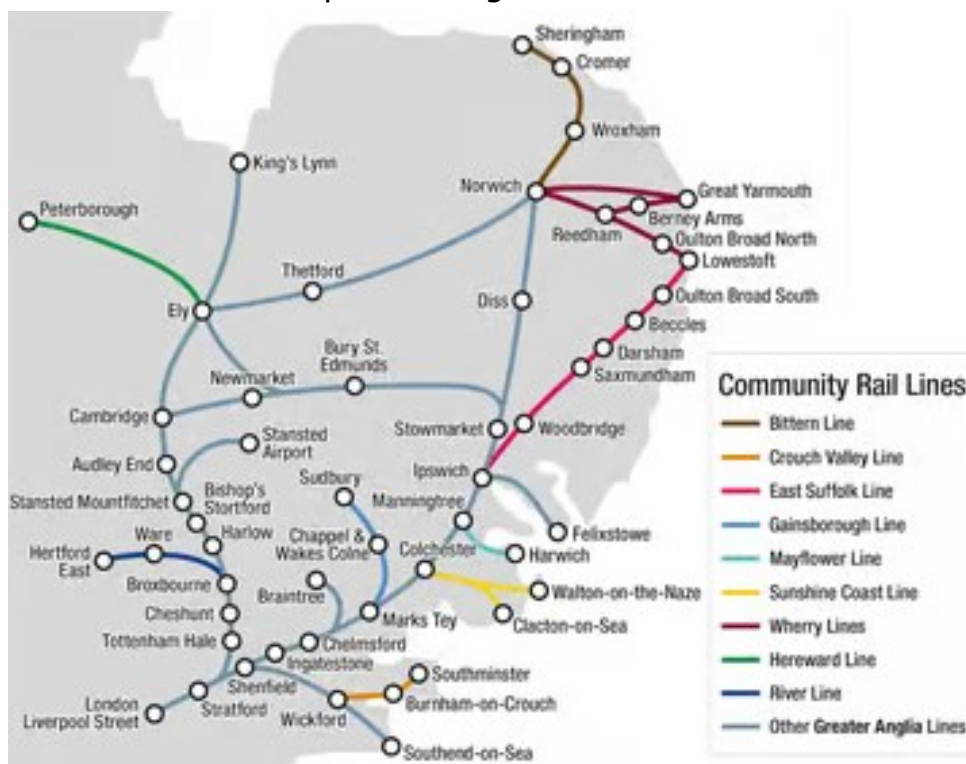 Sheringham
Cromer
Wroxham
King's Lynn
Norwich
Great Yarmouth
Peterborough
Berney Arms
Reedham
Oulton Broad North
Lowestoft
Thetford
Ely
Diss
Oulton Broad South
Beccles
Bury St.
Edmunds
Darsham
Saxmundham
Newmarket
Cambridge
Stowmarket
Woodbridge
Stansted
Airport
Audley End
Ipswich
Sudbury
Stansted Mountfitchet
Bishop's
Stortford
Manningtree
Felixstowe
Harlow
Ware
Chappel &
Wakes Colne
Colchester
Harwich
Hertford
East
Broxbourne
Braintree
Walton-on-the-Naze
Cheshunt
Marks Tey
Clacton-on-Sea
Tottenham Hale
Chelmsford
Ingatestone
Shenfield
Southminster
London
Liverpool Street
Stratford
Wickford
Burnham-on-Crouch
Southend-on-Sea
Community Rail Lines
Bittern Line
Crouch Valley Line
East Suffolk Line
Gainsborough Line
Mayflower Line
Sunshine Coast Line
Wherry Lines
Hereward Line
River Line
Other Greater Anglia Lines